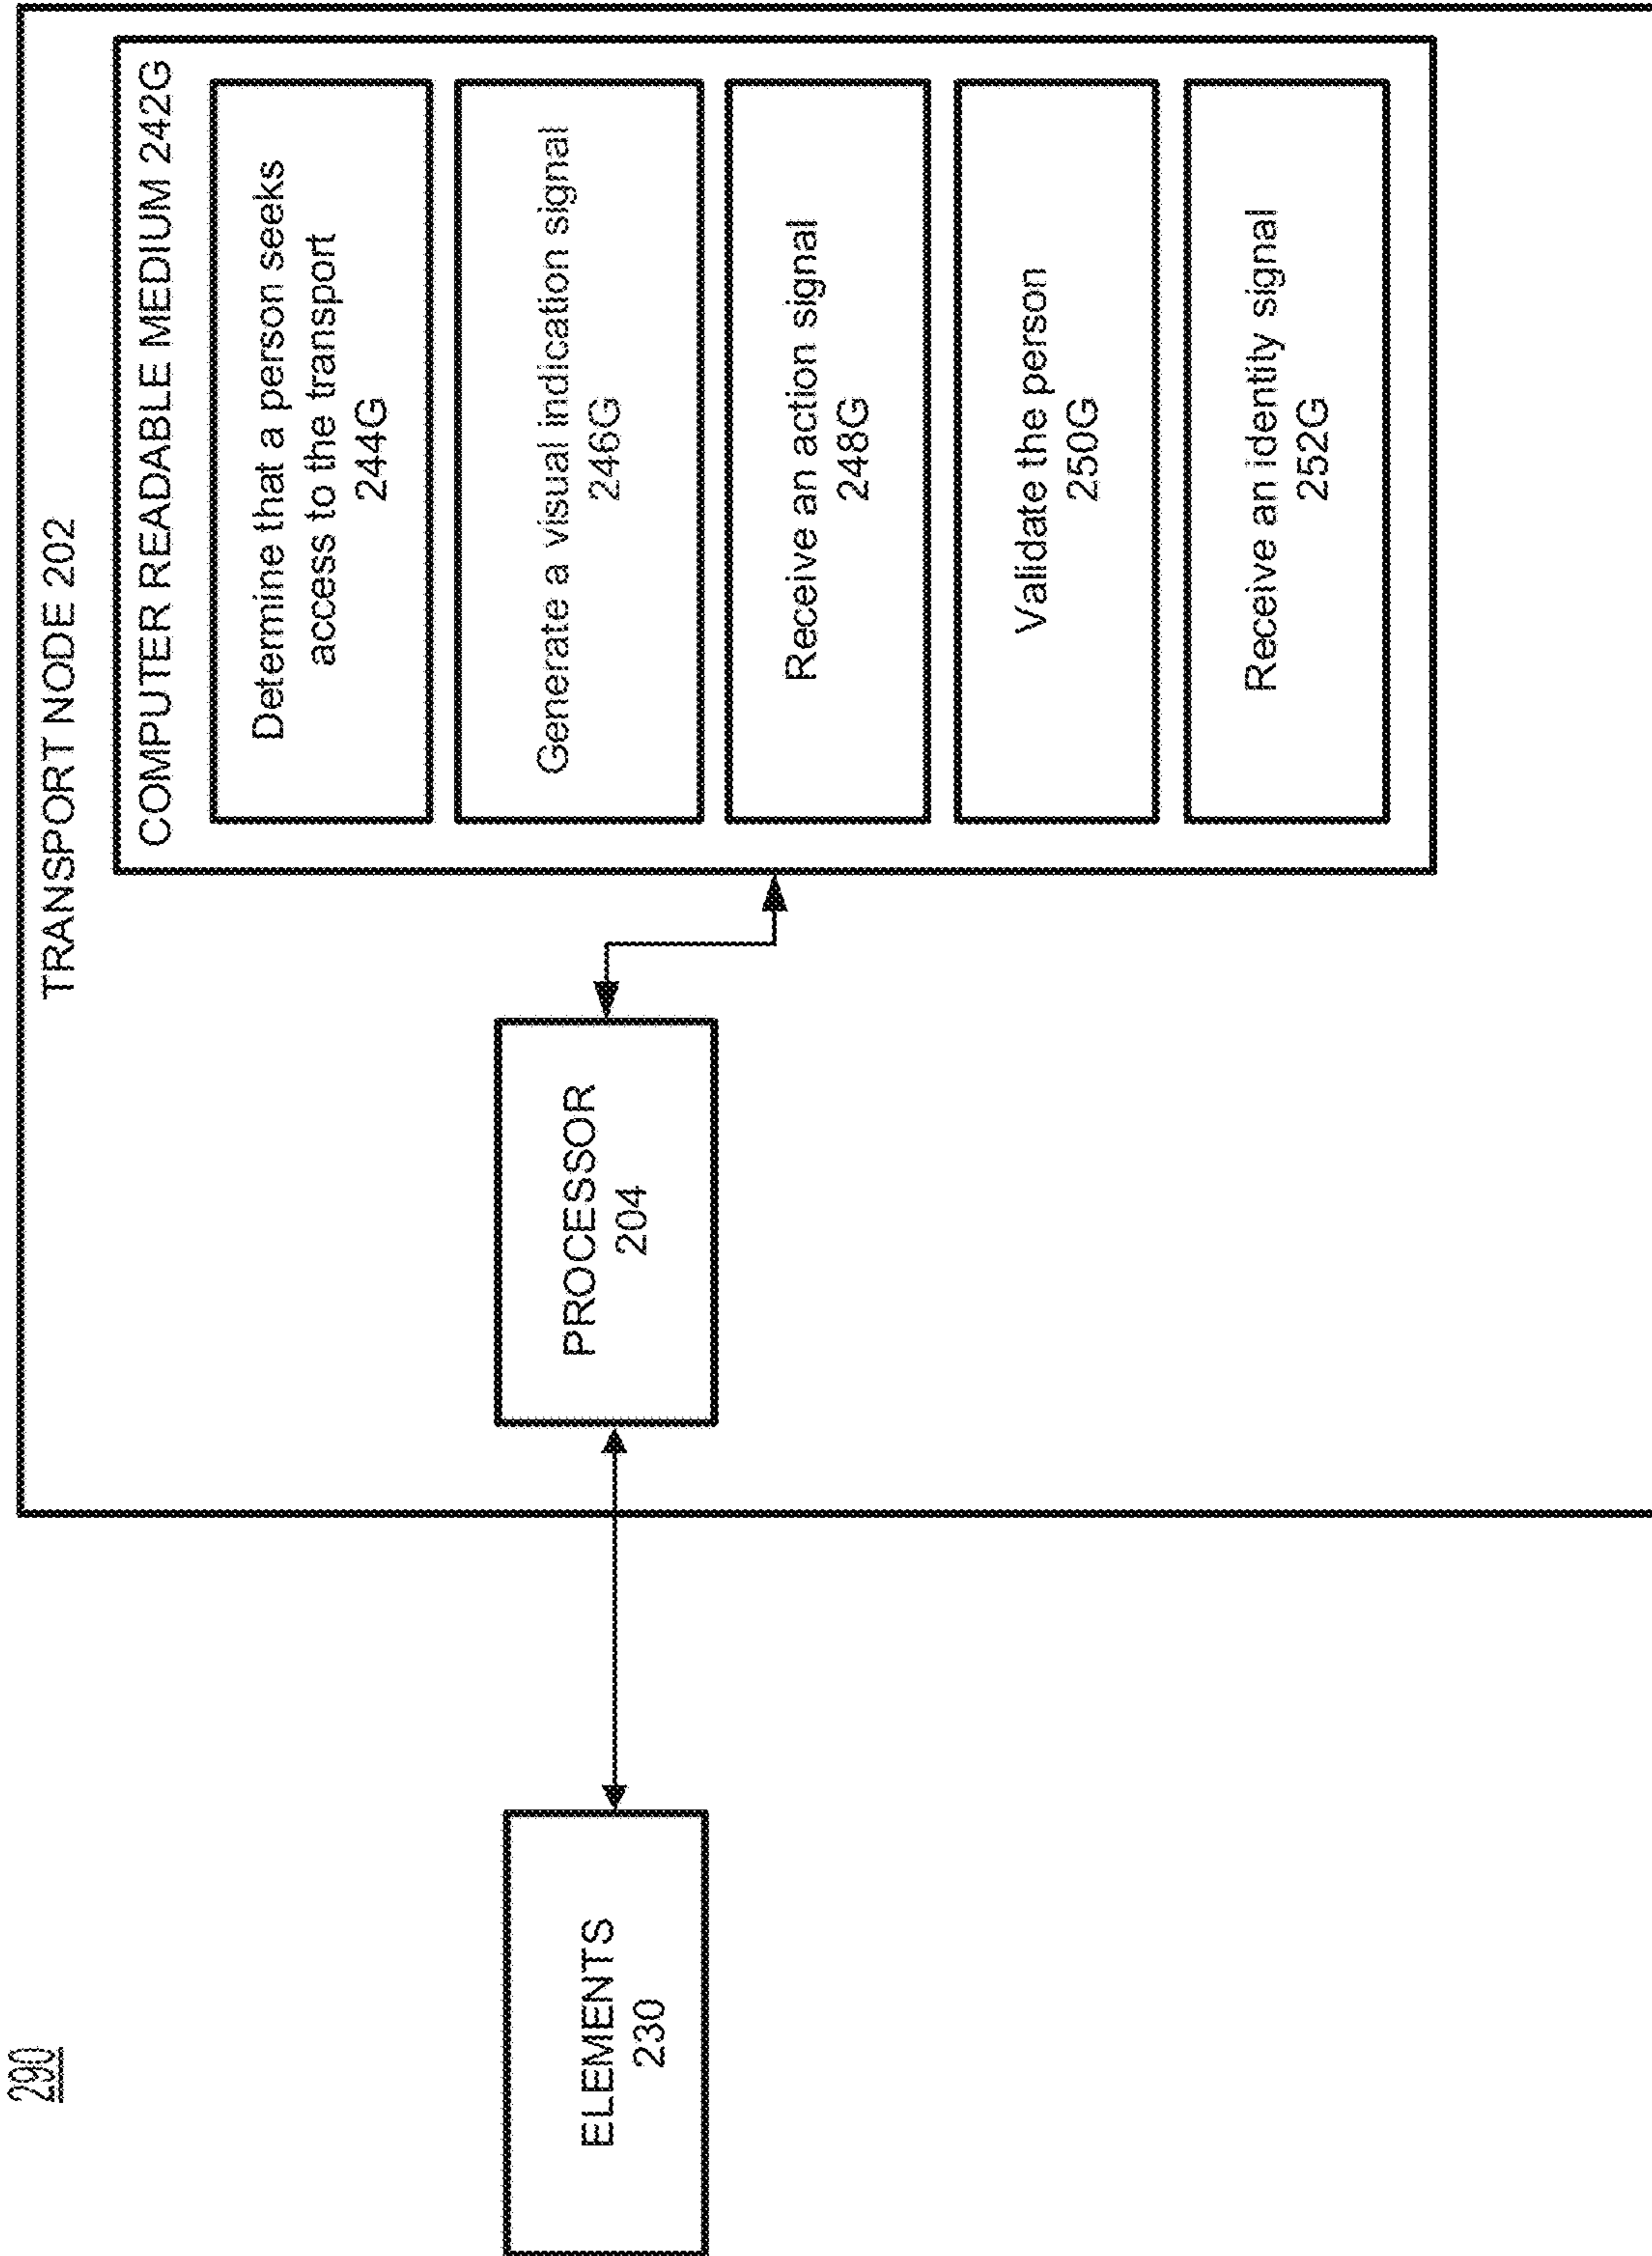 290
TRANSPORT NODE 202
COMPUTER READABLE MEDIUM 242G
Determine that a person seeks
access to the transport
244G
Generate a visual indication signal
246G
Receive an action signal
248G
Validate the person
250G
Receive an identity signal
252G
PROCESSOR
204
ELEMENTS
230